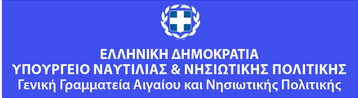 ΕΛΛΗΝΙΚΗ ΔΗΜΟΚΡΑΤΙΑ
ΥΠΟΥΡΓΕΙΟ ΝΑΥΤΙΛΙΑΣ & ΝΗΣΙΩΤΙΚΗΣ ΠΟΛΙΤΙΚΗΣ
Γενική Γραμματεία Αιγαίου και Νησιωτικής Πολιτικής